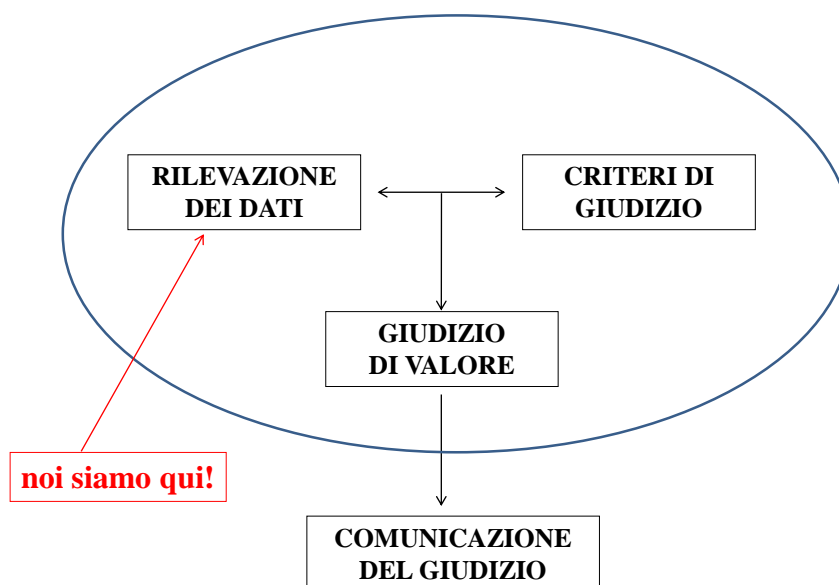 RILEVAZIONE
DEI DATI
CRITERI DI
GIUDIZIO
GIUDIZIO
DI VALORE
noi siamo qui!
COMUNICAZIONE
DEL GIUDIZIO